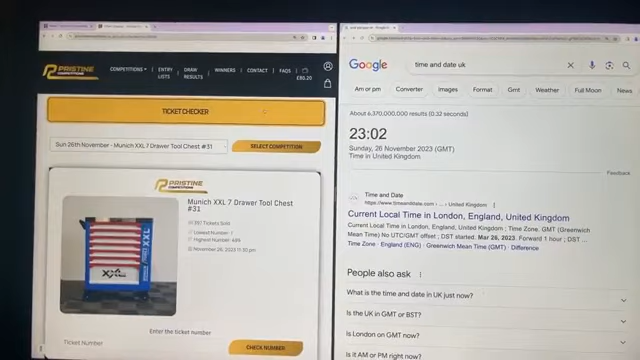 PRISTINE
COMPETITIONS
COMPETITIONS
ENTRY LISTS
DRAW RESULTS
WINNERS
CONTACT
FAQS
£80.20
TICKET CHECKER
Sun 26th November - Munich XXL 7 Drawer Tool Chest #31
SELECT COMPETITION
PRISTINE
COMPETITIONS
Munich XXL 7 Drawer Tool Chest
#31
Tickets Sold
Lowest Number: 1
Highest Number: 499
November 26, 2023
XXL
Enter the ticket number
Ticket Number
CHECK NUMBER
Google
time and date uk
Am or pm
Converter
Images
Format
Gmt
Weather
Full Moon
News
About 6,370,000,000 results (0.32 seconds)
23:02
Sunday, 26 November 2023 (GMT)
Time in United Kingdom
Feedback
Time and Date
https://www.timeanddate.com › ... › United Kingdom
Current Local Time in London, England, United Kingdom
Current Local Time in London, England, United Kingdom ; Time Zone. GMT (Greenwich
Mean Time) No UTC/GMT offset ; DST started. Mar 26, 2023. Forward 1 hour ; DST ...
Time Zone · England (ENG) · Greenwich Mean Time (GMT) · Difference
People also ask
What is the time and date in UK just now?
Is the UK in GMT or BST?
Is London on GMT now?
Is it AM or PM right now?